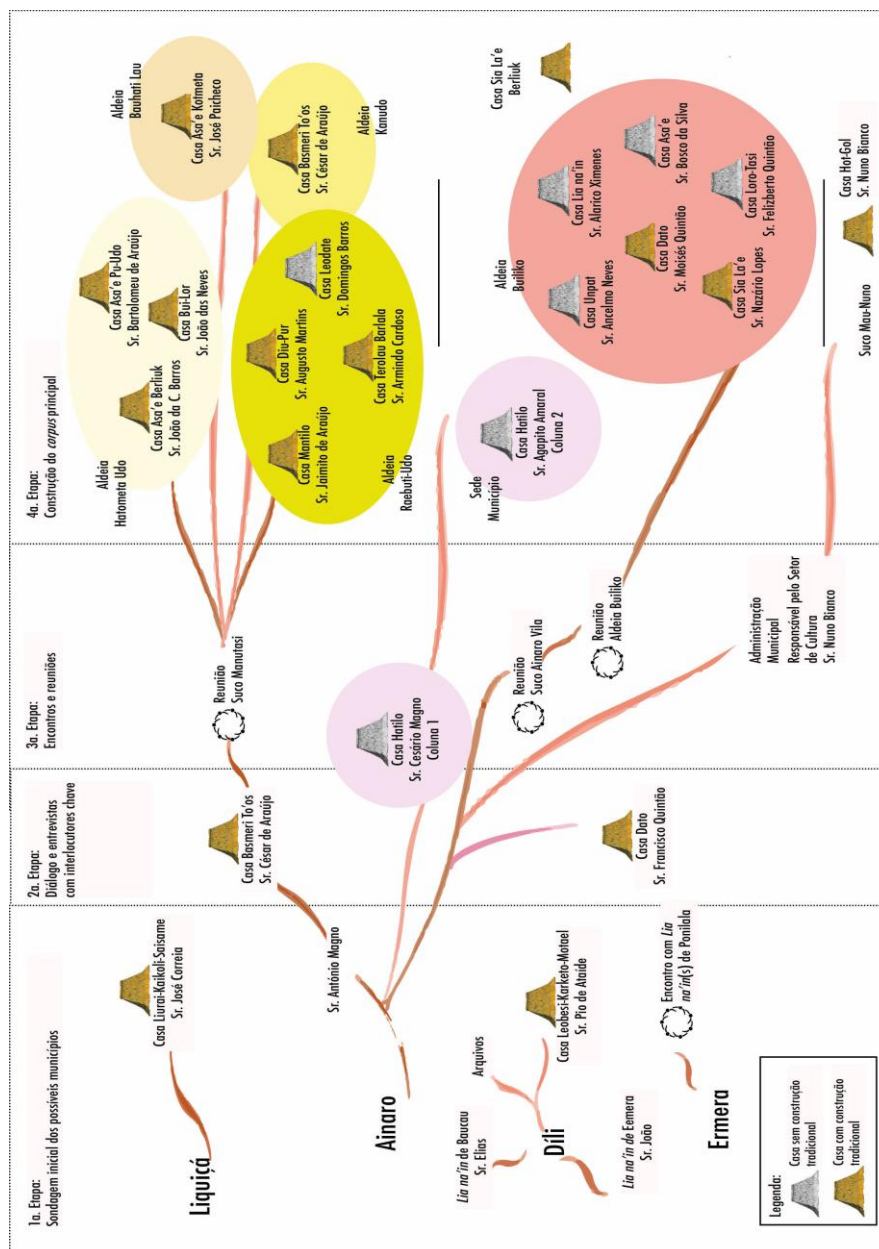 1a. Etapa:
Sondagem inicial dos possíveis municípios
Liquiçá
Casa Liurai-Kaikoli-Saisame
Sr. José Correia
Ainaro
Sr. António Magno
Lia na'in de Baucau
Sr. Elias
Arquivos
Díli
Casa Leobesi-Karketo-Motael
Sr. Pio de Ataíde
Lia na'in de Eemera
Sr. João
Ermera
Encontro com Lia
na'in(s) de Ponilala
Legenda:
Casa sem construção
tradicional
Casa com construção
tradicional
2a. Etapa:
Diálogo e entrevistas
com interlocutores chave
Casa Basmeri To'os
Sr. César de Araújo
Casa Dato
Sr. Francisco Quintão
3a. Etapa:
Encontros e reuniões
Reunião
Suco Manutasi
Casa Hatilo
Sr. Cesário Magno
Coluna 1
Reunião
Suco Ainaro Vila
Reunião
Aldeia Builiko
Administração
Municipal
Responsável pelo Setor
de Cultura
Sr. Nuno Bianco
4a. Etapa:
Construção do corpus principal
Aldeia
Hatometa Udo
Casa Asa'e Berliuk
Sr. João da C. Barros
Casa Asa'e Pu-Udo
Sr. Bartolomeu de Araújo
Casa Bui-Lor
Sr. João das Neves
Aldeia
Bauhati Lau
Casa Asa'e Kotmeta
Sr. José Paicheco
Casa Basmeri To'os
Sr. César de Araújo
Aldeia
Kanudo
Casa Mantilo
Sr. Jaimito de Araújo
Casa Diu-Pur
Sr. Augusto Martins
Casa Leodate
Sr. Domingos Barros
Casa Terolau Barlala
Sr. Armindo Cardoso
Aldeia
Raebuti-Udo
Sede
Município
Casa Hatilo
Sr. Agapito Amaral
Coluna 2
Aldeia
Builiko
Casa Unpat
Sr. Ancelmo Neves
Casa Lia na'in
Sr. Alarico Ximenes
Casa Asa'e
Sr. Bosco da Silva
Casa Dato
Sr. Moisés Quintão
Casa Sia La'e
Sr. Nazário Lopes
Casa Loro-Tasi
Sr. Felizberto Quintão
Casa Sia La'e
Berliuk
Suco Mau-Nuno
Casa Hat-Gol
Sr. Nuno Bianco